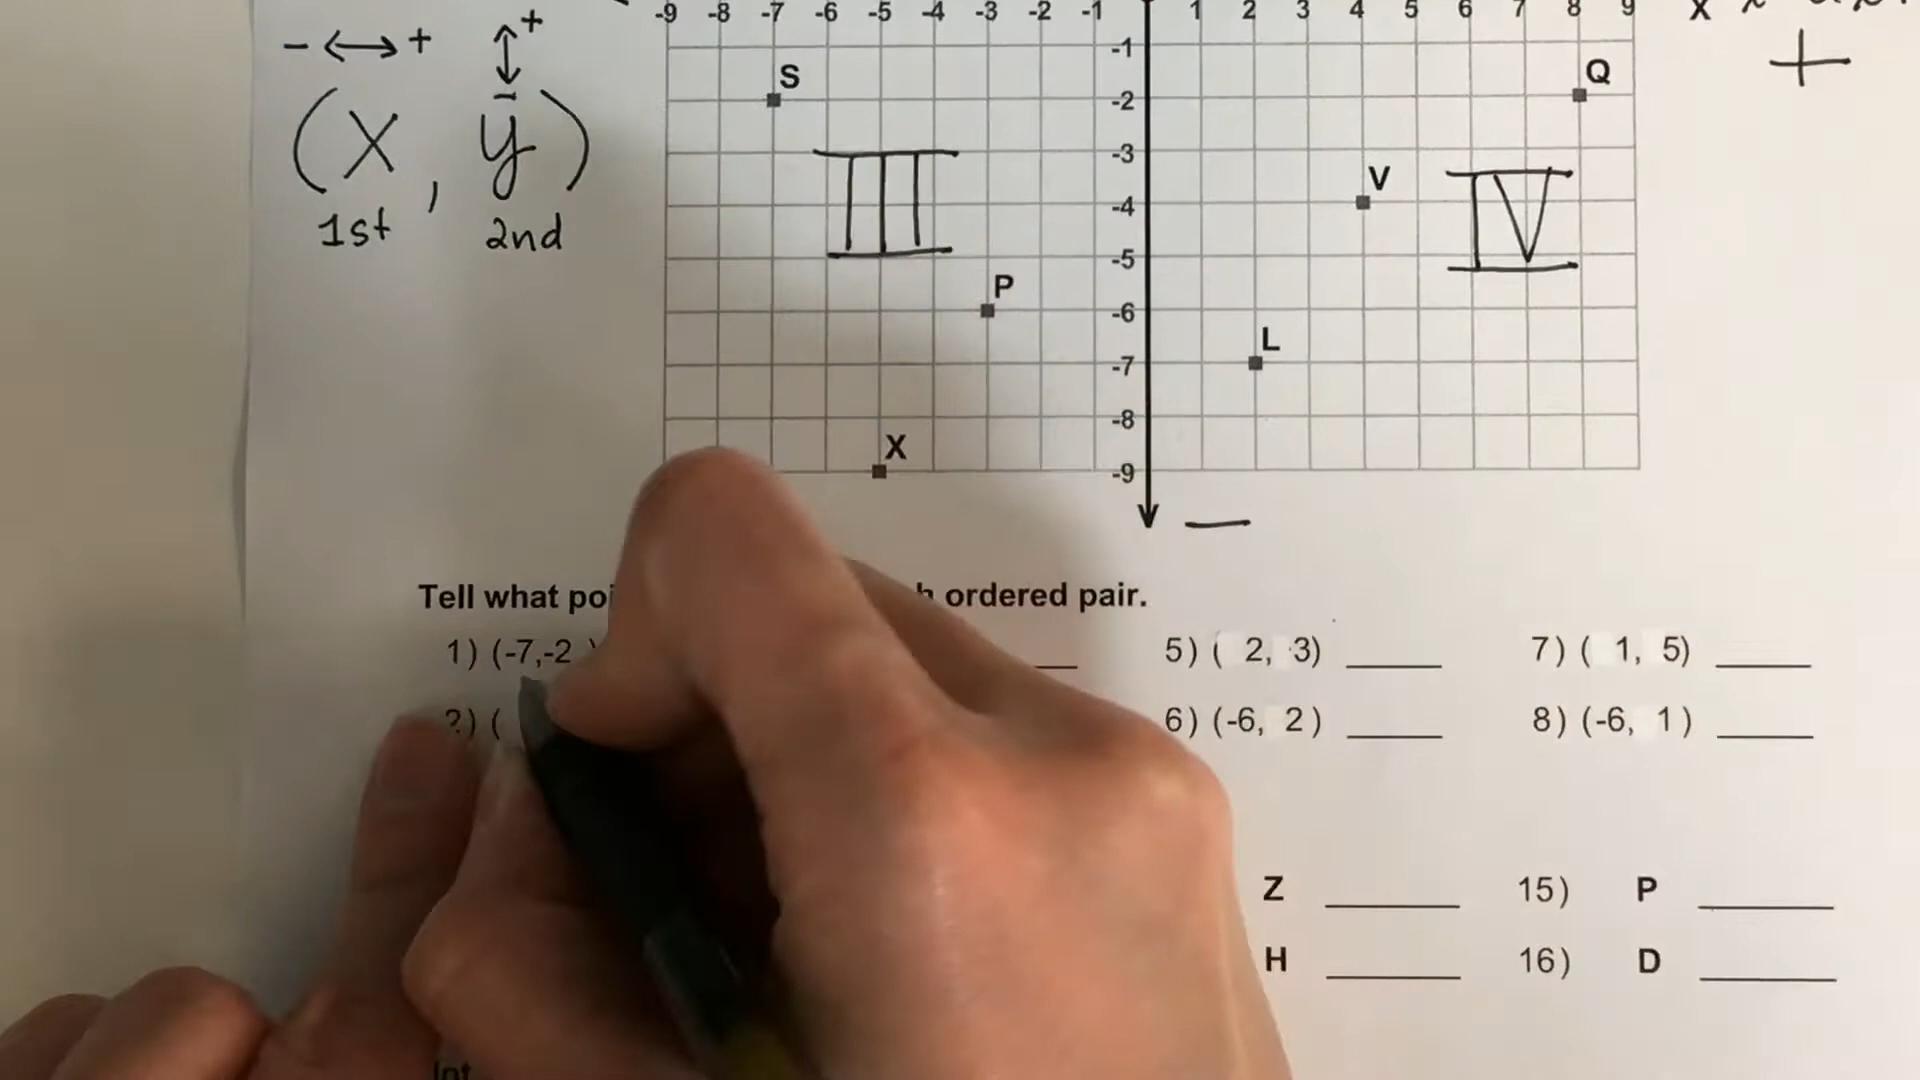 -9 -8 -7 -6 -5 -4 -3 -2 -1 1 2 3 4 5 6 7 8 9 X
- +
+
-
(X, y)
1st 2nd
-1
-2
-3
-4
-5
-6
-7
-8
-9
S
Q
+
III
V
IV
P
L
X
—
Tell what poi ordered pair.
1) (-7,-2 5) ( 2, 3) 7) ( 1, 5)
2) ( 6) (-6, 2) 8) (-6, 1)
Z 15) P
H 16) D